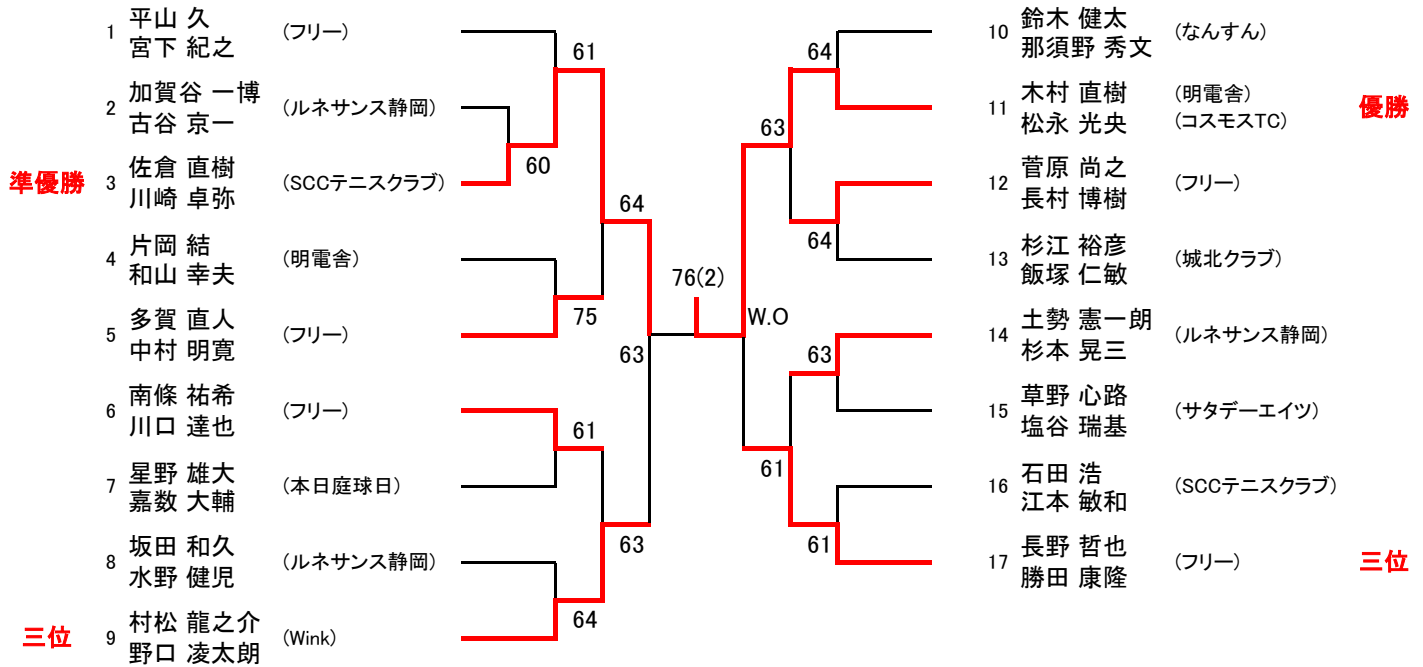 1 平山 久 (フリー)
宮下 紀之
2 加賀谷 一博 (ルネサンス静岡)
古谷 京一
準優勝 3 佐倉 直樹 (SCCテニスクラブ)
川崎 卓弥
4 片岡 結 (明電舎)
和山 幸夫
5 多賀 直人 (フリー)
中村 明寛
6 南條 祐希 (フリー)
川口 達也
7 星野 雄大 (本日庭球日)
嘉数 大輔
8 坂田 和久 (ルネサンス静岡)
水野 健児
三位 9 村松 龍之介 (Wink)
野口 凌太朗
61
60
64
75
63
61
63
64
76(2)
W.O
64
63
64
63
61
61
10 鈴木 健太 (なんすん)
那須野 秀文
11 木村 直樹 (明電舎) 優勝
松永 光央 (コスモスTC)
12 菅原 尚之 (フリー)
長村 博樹
13 杉江 裕彦 (城北クラブ)
飯塚 仁敏
14 土勢 憲一朗 (ルネサンス静岡)
杉本 晃三
15 草野 心路 (サタデーエイツ)
塩谷 瑞基
16 石田 浩 (SCCテニスクラブ)
江本 敏和
17 長野 哲也 (フリー) 三位
勝田 康隆